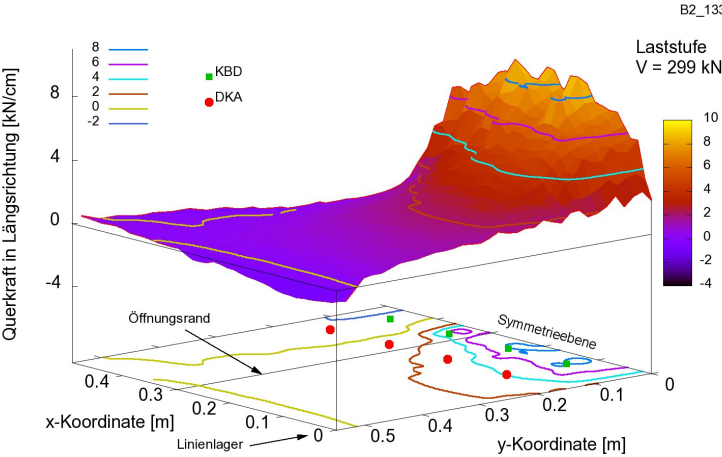 B2_133
Laststufe
V = 299 kN
8
6
4
2
0
-2
KBD
DKA
Querkraft in Längsrichtung [kN/cm]
8
4
0
-4
10
8
6
4
2
0
-2
-4
Öffnungsrand
Symmetrieebene
Linienlager
x-Koordinate [m]
0.4
0.3
0.2
0.1
0
y-Koordinate [m]
0.5
0.4
0.3
0.2
0.1
0